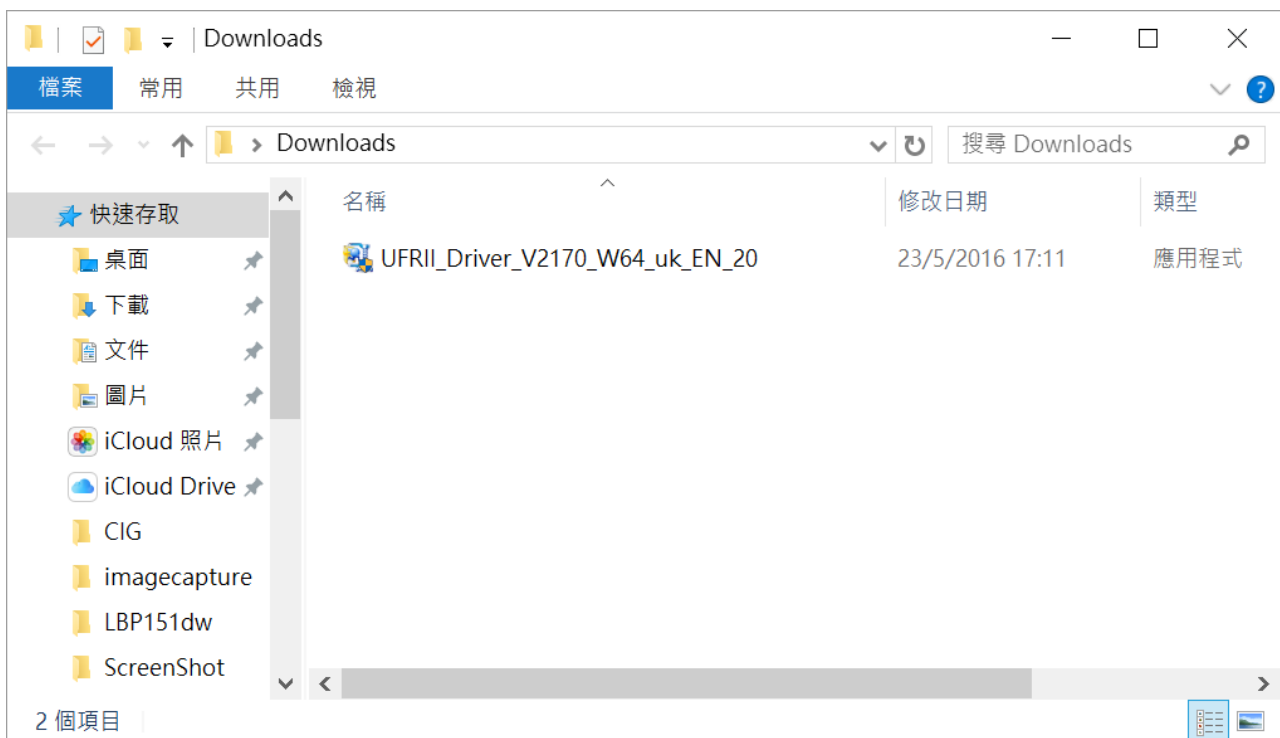 Downloads
檔案 常用 共用 檢視
Downloads 搜尋 Downloads
名稱 修改日期 類型
快速存取
桌面
下載
文件
圖片
iCloud 照片
iCloud Drive
CIG
imagecapture
LBP151dw
ScreenShot
UFRII_Driver_V2170_W64_uk_EN_20 23/5/2016 17:11 應用程式
2 個項目